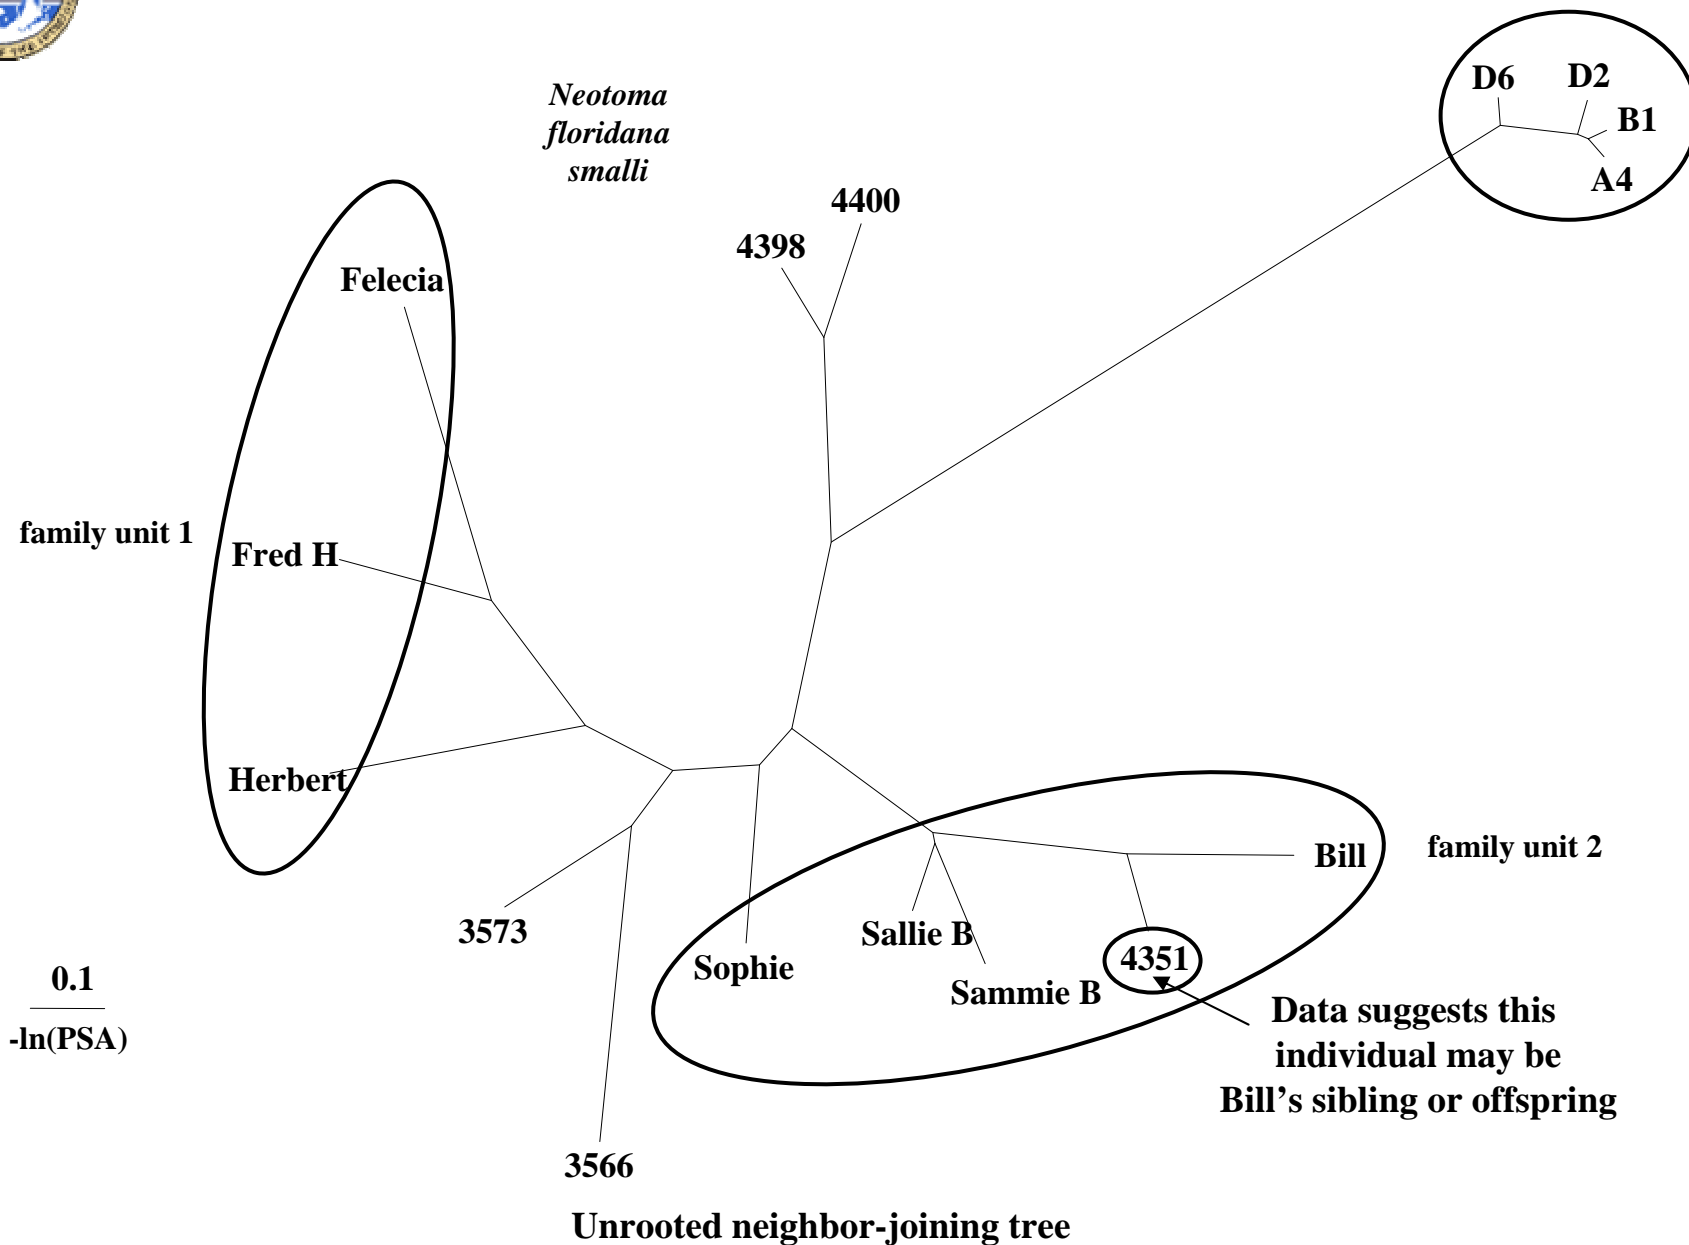 Neotoma
floridana
smalli
D6
D2
B1
A4
4400
4398
Felecia
family unit 1
Fred H
Herbert
Bill
family unit 2
3573
Sophie
Sallie B
Sammie B
4351
0.1
-ln(PSA)
Data suggests this
individual may be
Bill’s sibling or offspring
3566
Unrooted neighbor-joining tree